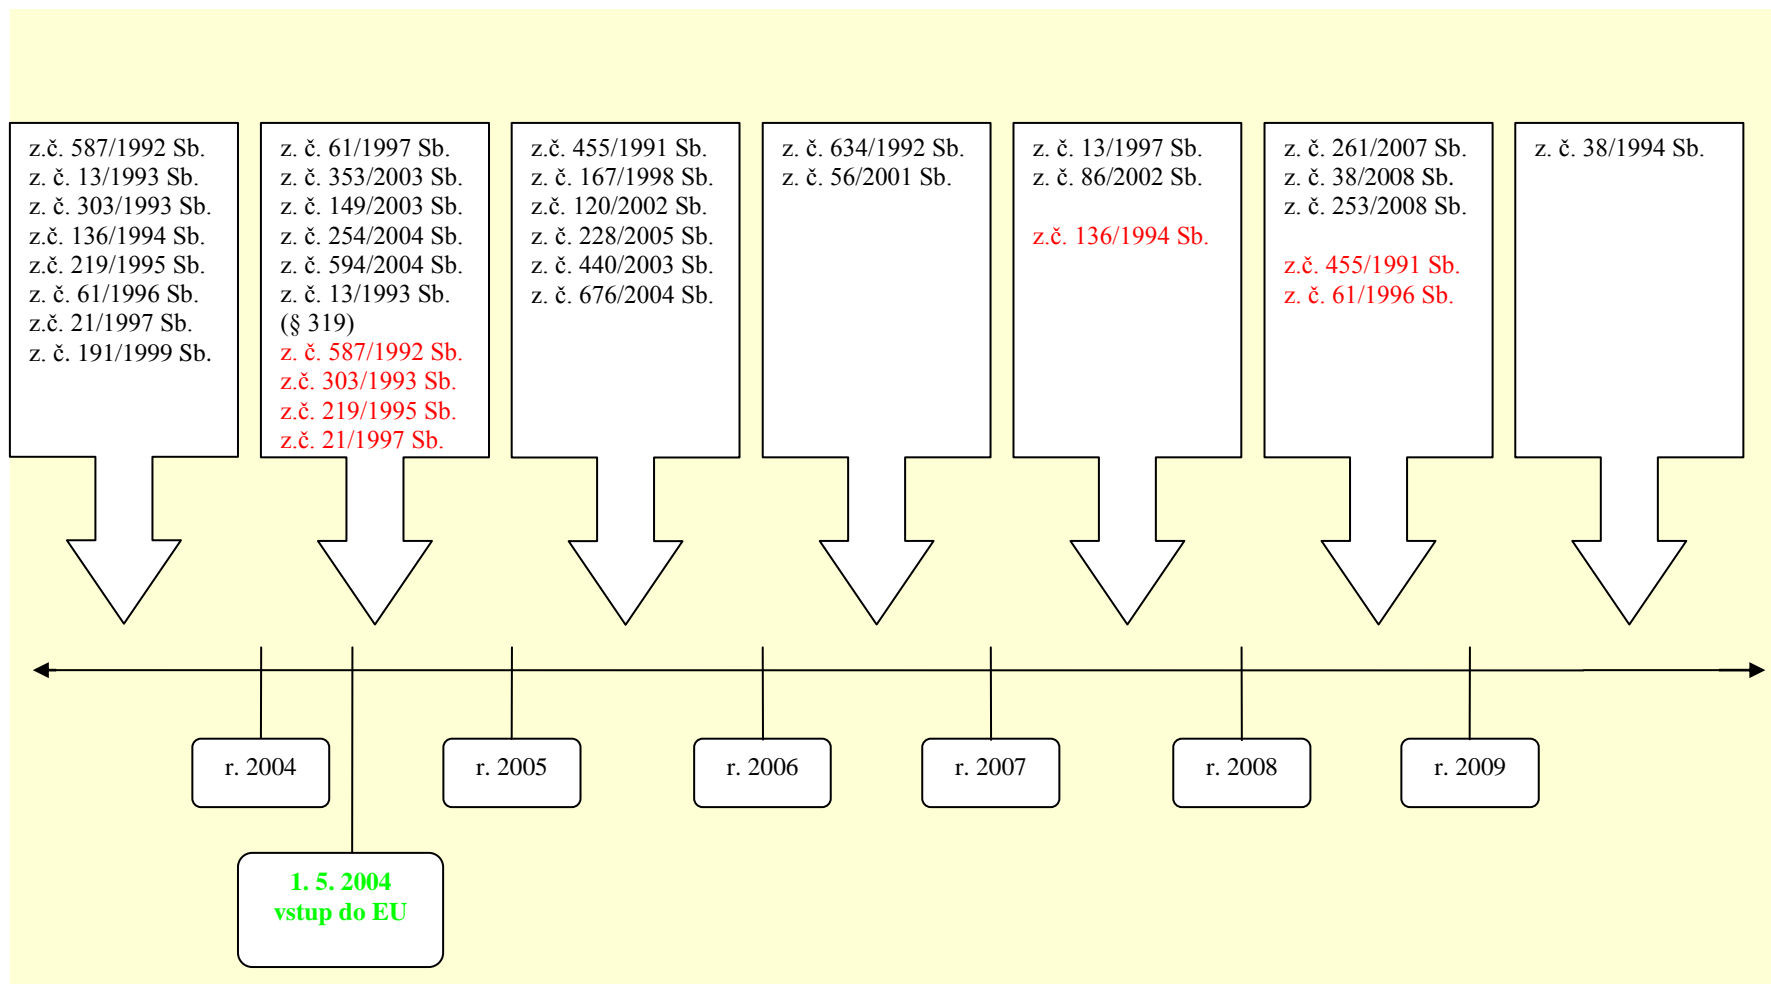 z.č. 587/1992 Sb.
z. č. 13/1993 Sb.
z. č. 303/1993 Sb.
z.č. 136/1994 Sb.
z.č. 219/1995 Sb.
z. č. 61/1996 Sb.
z.č. 21/1997 Sb.
z. č. 191/1999 Sb.
z. č. 61/1997 Sb.
z. č. 353/2003 Sb.
z. č. 149/2003 Sb.
z. č. 254/2004 Sb.
z. č. 594/2004 Sb.
z. č. 13/1993 Sb.
(§ 319)
z. č. 587/1992 Sb.
z.č. 303/1993 Sb.
z.č. 219/1995 Sb.
z.č. 21/1997 Sb.
z.č. 455/1991 Sb.
z. č. 167/1998 Sb.
z.č. 120/2002 Sb.
z. č. 228/2005 Sb.
z. č. 440/2003 Sb.
z. č. 676/2004 Sb.
z. č. 634/1992 Sb.
z. č. 56/2001 Sb.
z. č. 13/1997 Sb.
z. č. 86/2002 Sb.
z.č. 136/1994 Sb.
z. č. 261/2007 Sb.
z. č. 38/2008 Sb.
z. č. 253/2008 Sb.
z.č. 455/1991 Sb.
z. č. 61/1996 Sb.
z. č. 38/1994 Sb.
r. 2004
r. 2005
r. 2006
r. 2007
r. 2008
r. 2009
1. 5. 2004
vstup do EU